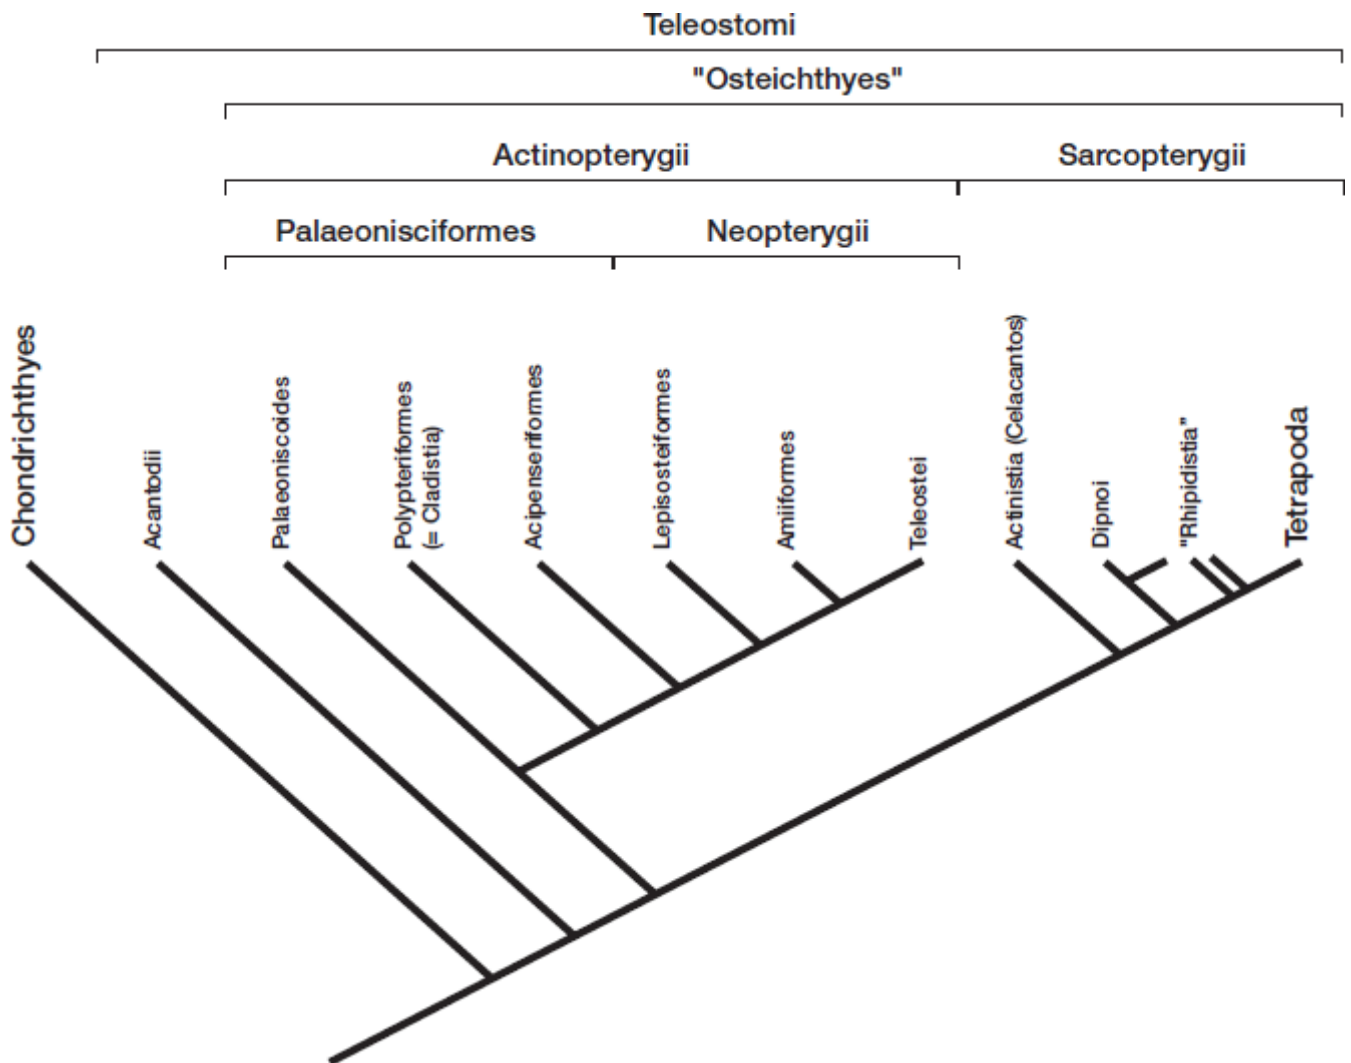 Teleostomi
"Osteichthyes"
Actinopterygii
Sarcopterygii
Palaeonisciformes
Neopterygii
Chondrichthyes
Acantodii
Palaeoniscoides
Polypteriformes
(= Cladistia)
Acipenseriformes
Lepisosteiformes
Amiiformes
Teleostei
Actinistia (Celacantos)
Dipnoi
"Rhipidistia”
Tetrapoda